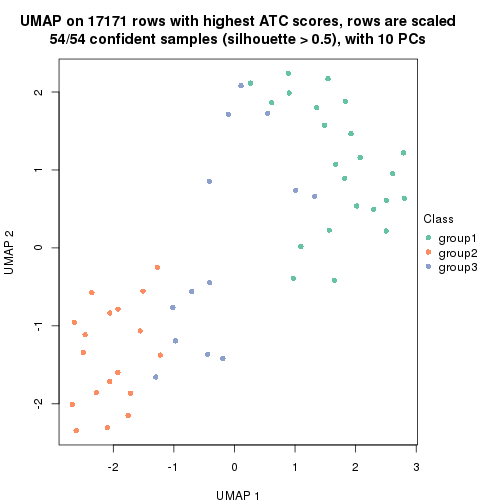 UMAP on 17171 rows with highest ATC scores, rows are scaled
54/54 confident samples (silhouette > 0.5), with 10 PCs
2
1
0
-1
-2
UMAP 2
-2
-1
0
1
2
3
UMAP 1
Class
group1
group2
group3